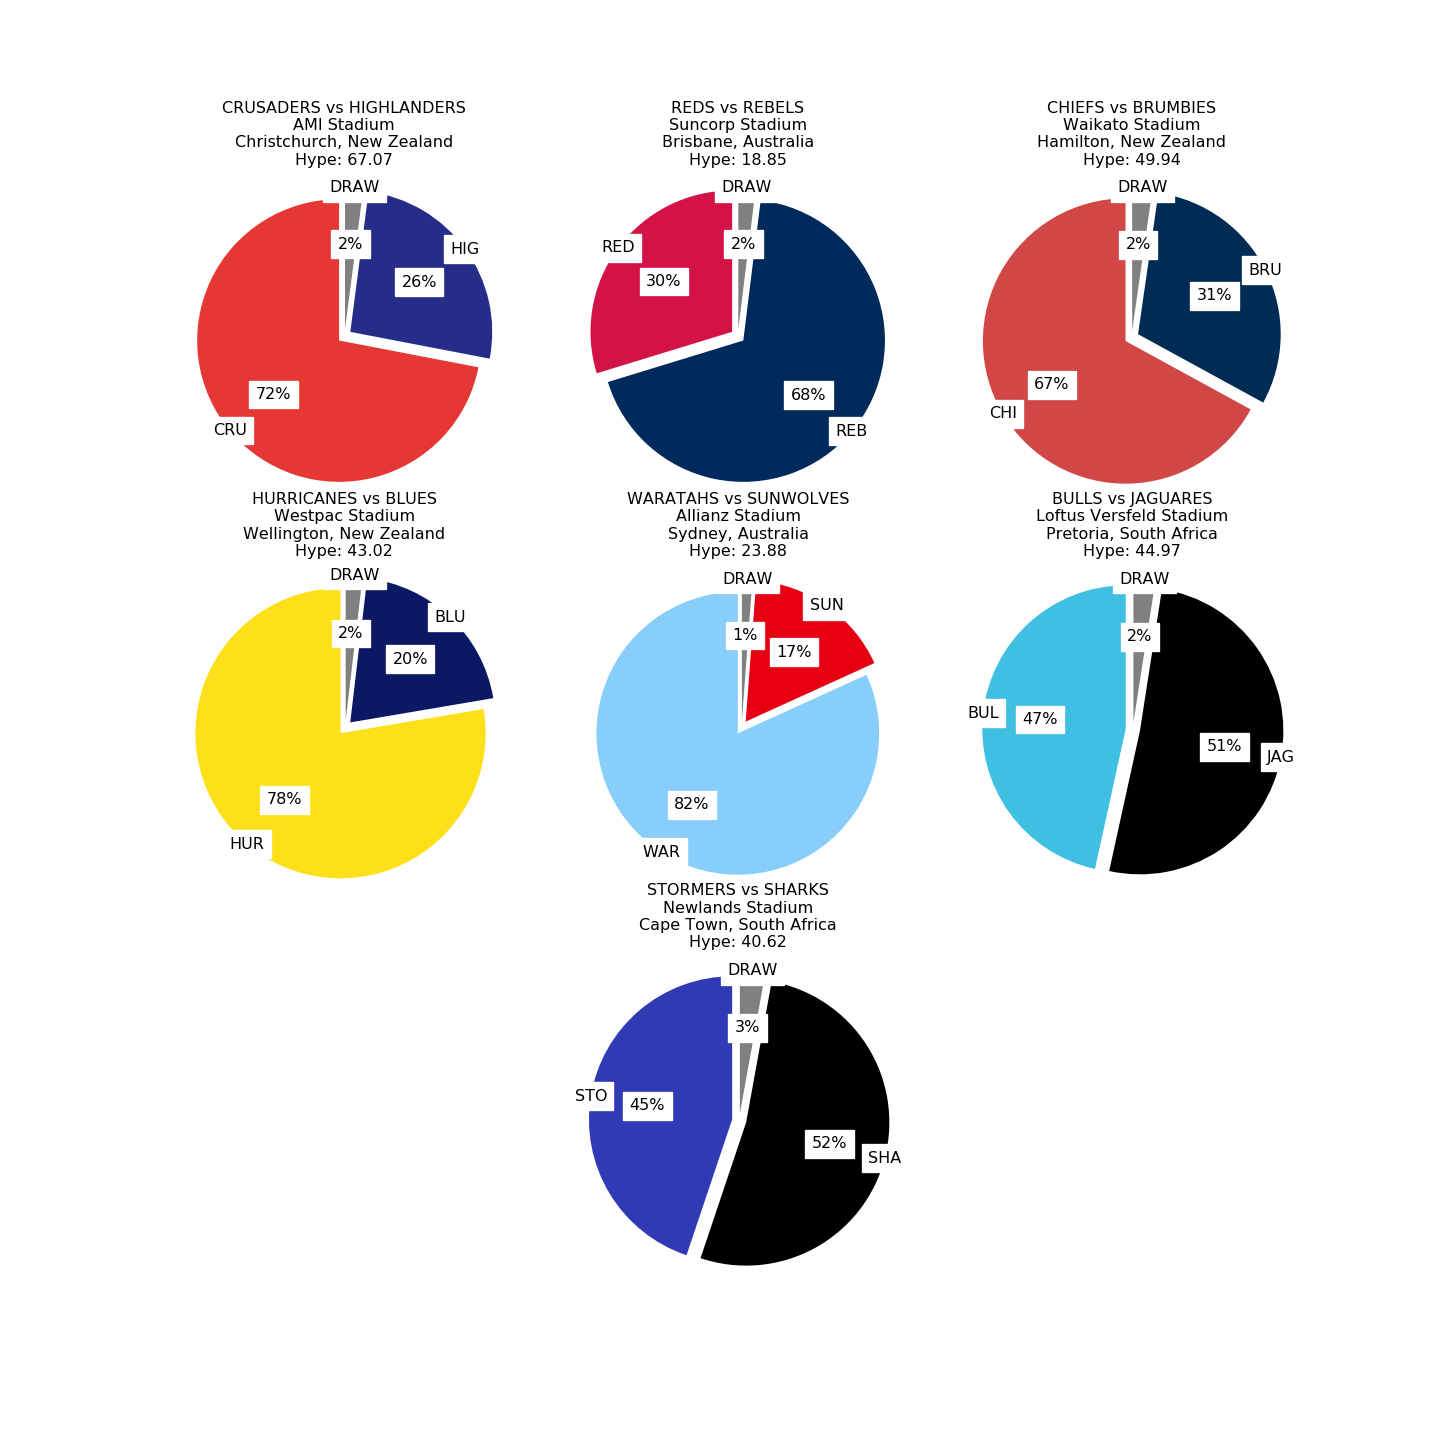 CRUSADERS vs HIGHLANDERS
AMI Stadium
Christchurch, New Zealand
Hype: 67.07
DRAW
2%
HIG
26%
72%
CRU
REDS vs REBELS
Suncorp Stadium
Brisbane, Australia
Hype: 18.85
DRAW
2%
RED
30%
68%
REB
CHIEFS vs BRUMBIES
Waikato Stadium
Hamilton, New Zealand
Hype: 49.94
DRAW
2%
BRU
31%
67%
CHI
HURRICANES vs BLUES
Westpac Stadium
Wellington, New Zealand
Hype: 43.02
DRAW
2%
BLU
20%
78%
HUR
WARATAHS vs SUNWOLVES
Allianz Stadium
Sydney, Australia
Hype: 23.88
DRAW
1%
SUN
17%
82%
WAR
BULLS vs JAGUARES
Loftus Versfeld Stadium
Pretoria, South Africa
Hype: 44.97
DRAW
2%
BUL
47%
51%
JAG
STORMERS vs SHARKS
Newlands Stadium
Cape Town, South Africa
Hype: 40.62
DRAW
3%
STO
45%
52%
SHA